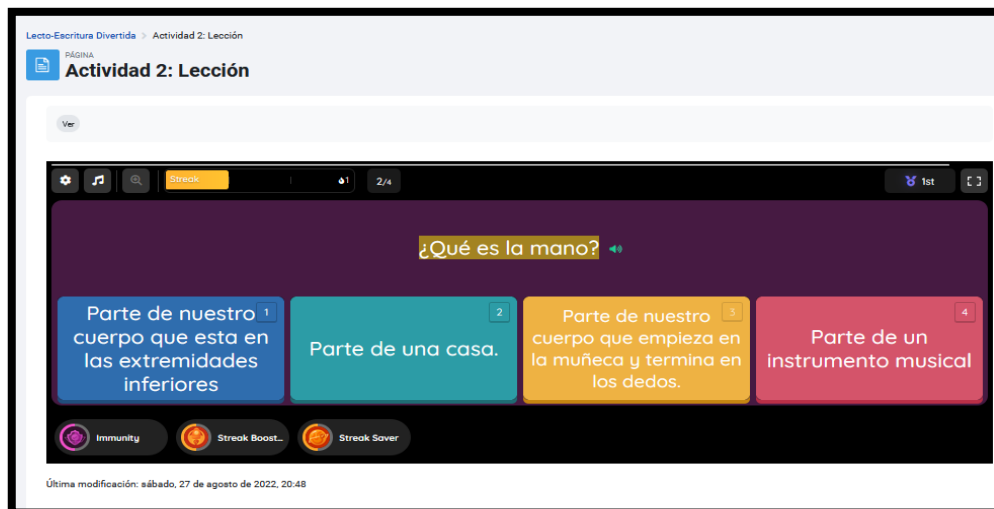 Lecto-Escritura Divertida > Actividad 2: Lección
PÁGINA
Actividad 2: Lección
Ver
Streak
1
2/4
1st
¿Qué es la mano?
1
Parte de nuestro
cuerpo que esta en
las extremidades
inferiores
2
Parte de una casa.
3
Parte de nuestro
cuerpo que empieza en
la muñeca y termina en
los dedos.
4
Parte de un
instrumento musical
Immunity
Streak Boost...
Streak Saver
Última modificación: sábado, 27 de agosto de 2022, 20:48